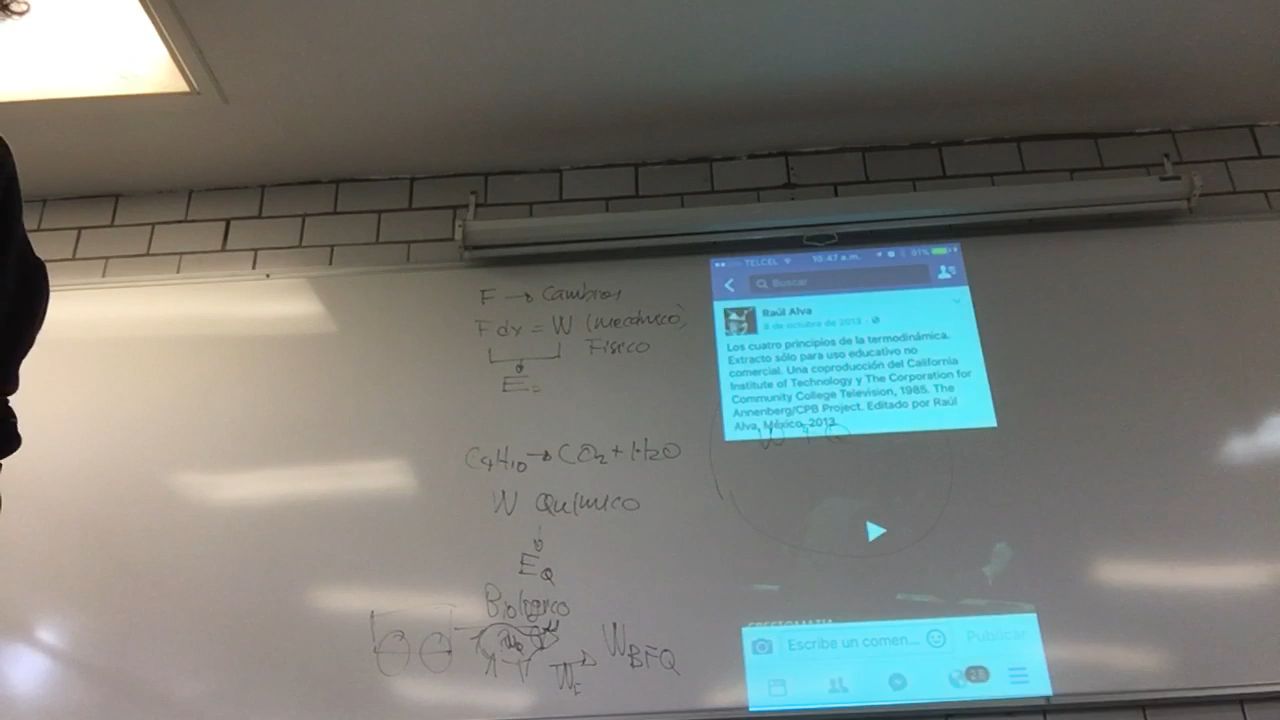 F → Cambios
Fdx = W (mecánico)
Físico
E
C4H10 → CO2 + H2O
W Químico
EQ
Biológico
WBFQ
TELCEL 10:47 a.m. 91%
Buscar
Raúl Alva
8 de octubre de 2013
Los cuatro principios de la termodinámica.
Extracto sólo para uso educativo no
comercial. Una coproducción del California
Institute of Technology y The Corporation for
Community College Television, 1985. The
Annenberg/CPB Project. Editado por Raúl
Alva, México, 2013.
W + Q
Escribe un comen...
Publicar
28